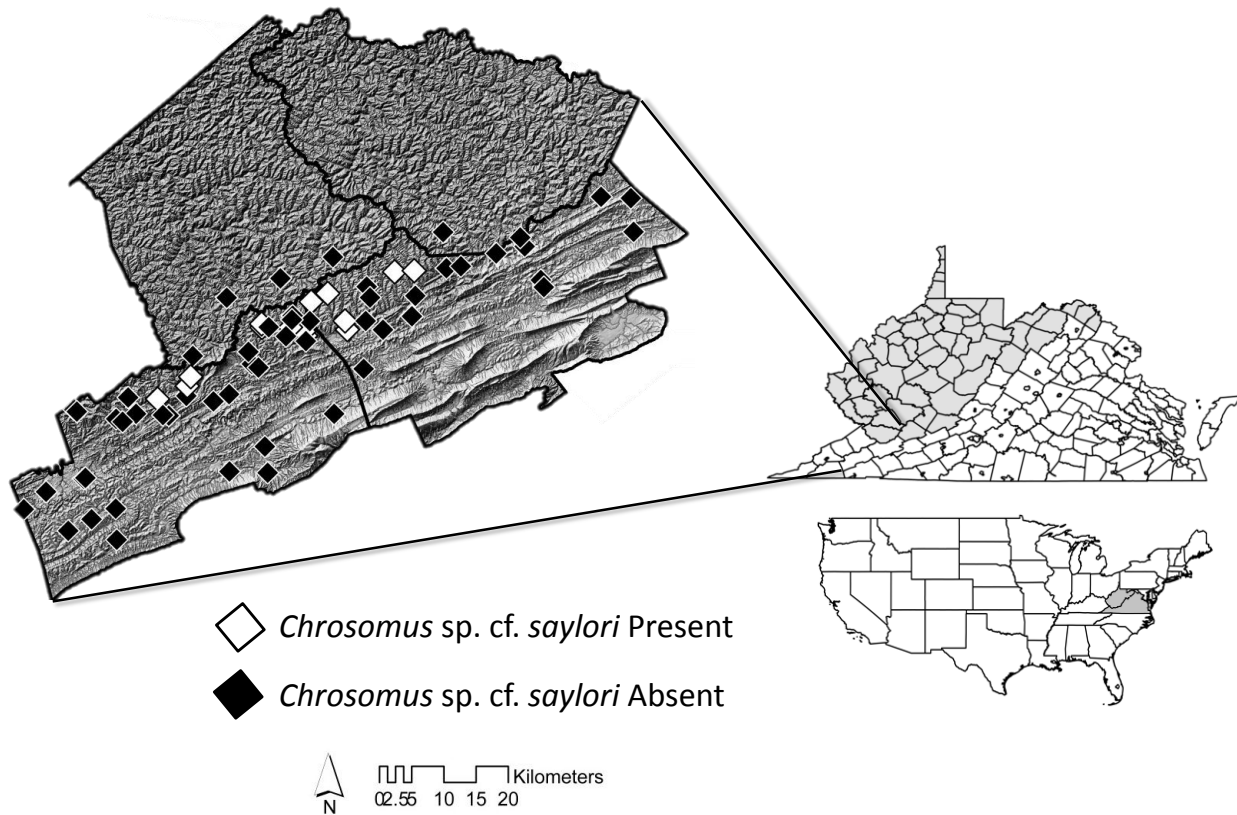 Chrosomus sp. cf. saylori Present
Chrosomus sp. cf. saylori Absent
Kilometers
N
02.55 10 15 20